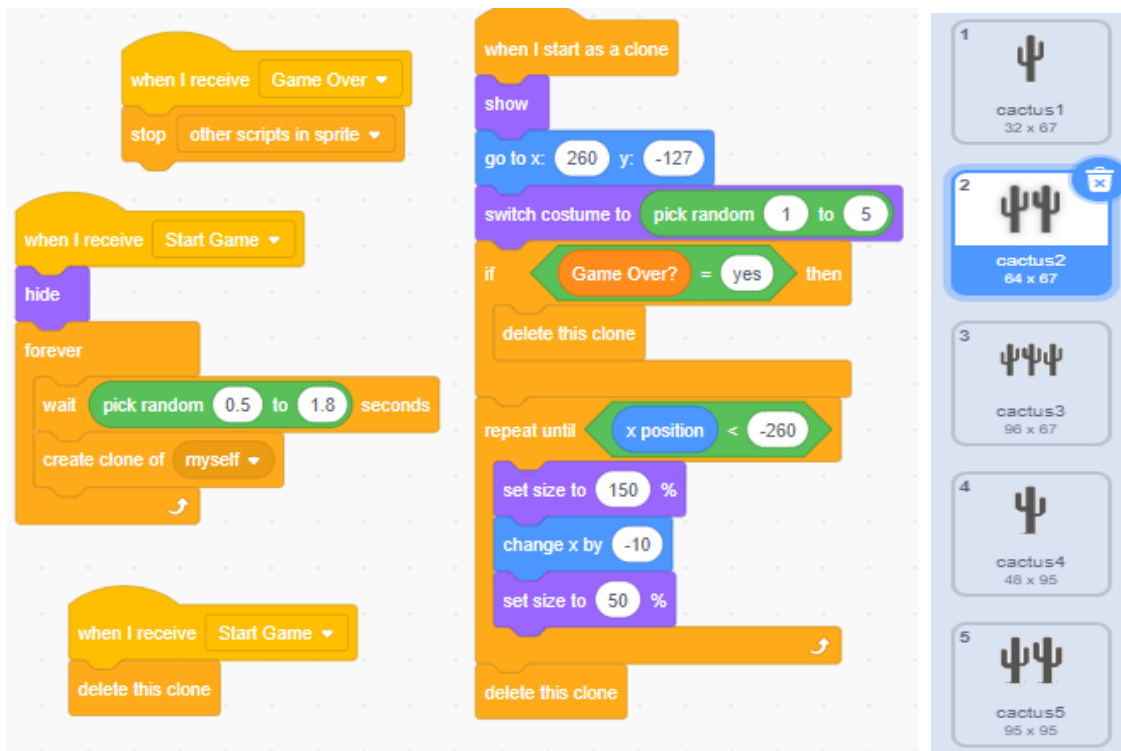 when I receive Game Over
stop other scripts in sprite
when I receive Start Game
hide
forever
wait pick random 0.5 to 1.8 seconds
create clone of myself
when I receive Start Game
delete this clone
when I start as a clone
show
go to x: 260 y: -127
switch costume to pick random 1 to 5
if Game Over? = yes then
delete this clone
repeat until x position < -260
set size to 150 %
change x by -10
set size to 50 %
delete this clone
1
cactus1
32 x 67
2
cactus2
64 x 67
3
cactus3
96 x 67
4
cactus4
48 x 95
5
cactus5
95 x 95